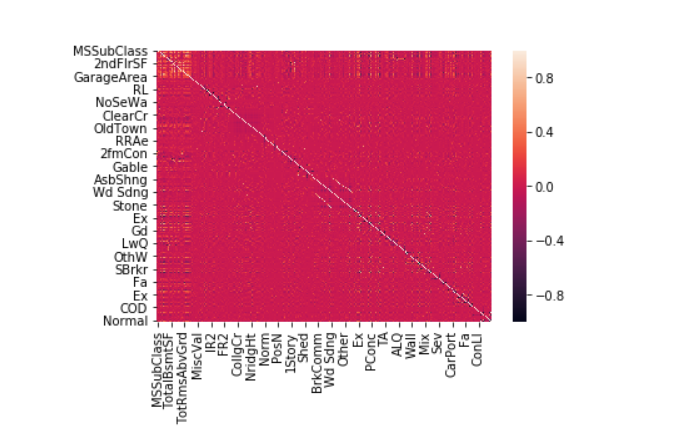 MSSubClass
2ndFlrSF
GarageArea
RL
NoSeWa
ClearCr
OldTown
RRAe
2fmCon
Gable
AsbShng
Wd Sdng
Stone
Ex
Gd
LwQ
OthW
SBrkr
Fa
Ex
COD
Normal
0.8
0.4
0.0
−0.4
−0.8
MSSubClass
TotalBsmtSF
TotRmsAbvGrd
MiscVal
IR2
FR2
CollgCr
NridgHt
Norm
PosN
1Story
Shed
BrkComm
Wd Sdng
Other
Ex
PConc
TA
ALQ
Wall
Mix
Sev
CarPort
Fa
ConLI